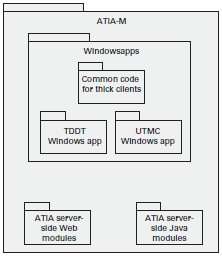 ATIA-M
Windowsapps
Common code
for thick clients
TDDT
Windows app
UTMC
Windows app
ATIA server-
side Web
modules
ATIA server-
side Java
modules